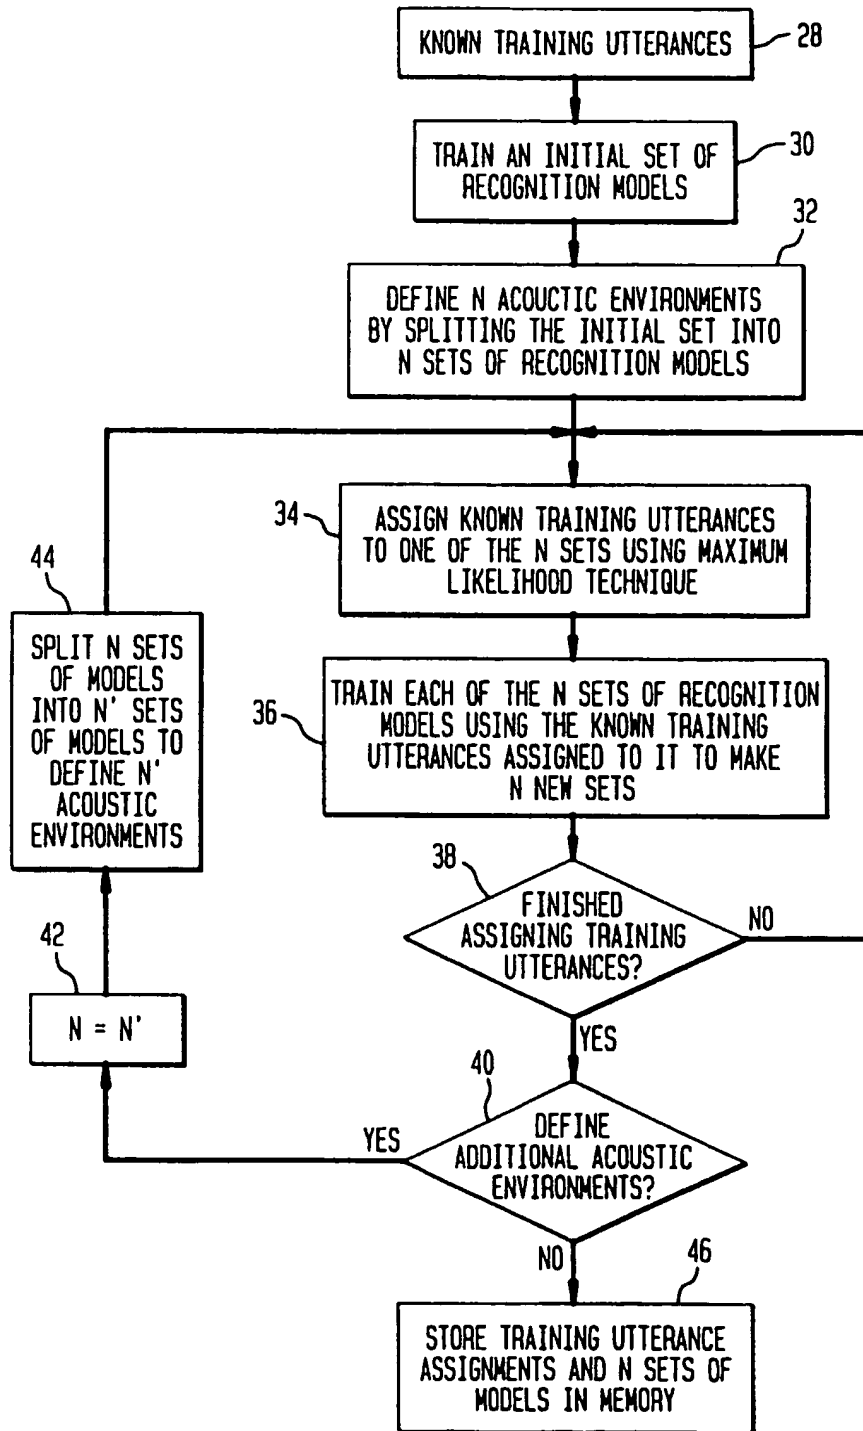 KNOWN TRAINING UTTERANCES
28
TRAIN AN INITIAL SET OF
RECOGNITION MODELS
30
32
DEFINE N ACOUCTIC ENVIRONMENTS
BY SPLITTING THE INITIAL SET INTO
N SETS OF RECOGNITION MODELS
34
ASSIGN KNOWN TRAINING UTTERANCES
TO ONE OF THE N SETS USING MAXIMUM
LIKELIHOOD TECHNIQUE
36
TRAIN EACH OF THE N SETS OF RECOGNITION
MODELS USING THE KNOWN TRAINING
UTTERANCES ASSIGNED TO IT TO MAKE
N NEW SETS
38
FINISHED
ASSIGNING TRAINING
UTTERANCES?
NO
YES
40
DEFINE
ADDITIONAL ACOUSTIC
ENVIRONMENTS?
YES
NO
42
N = N'
44
SPLIT N SETS
OF MODELS
INTO N' SETS
OF MODELS TO
DEFINE N'
ACOUSTIC
ENVIRONMENTS
46
STORE TRAINING UTTERANCE
ASSIGNMENTS AND N SETS OF
MODELS IN MEMORY